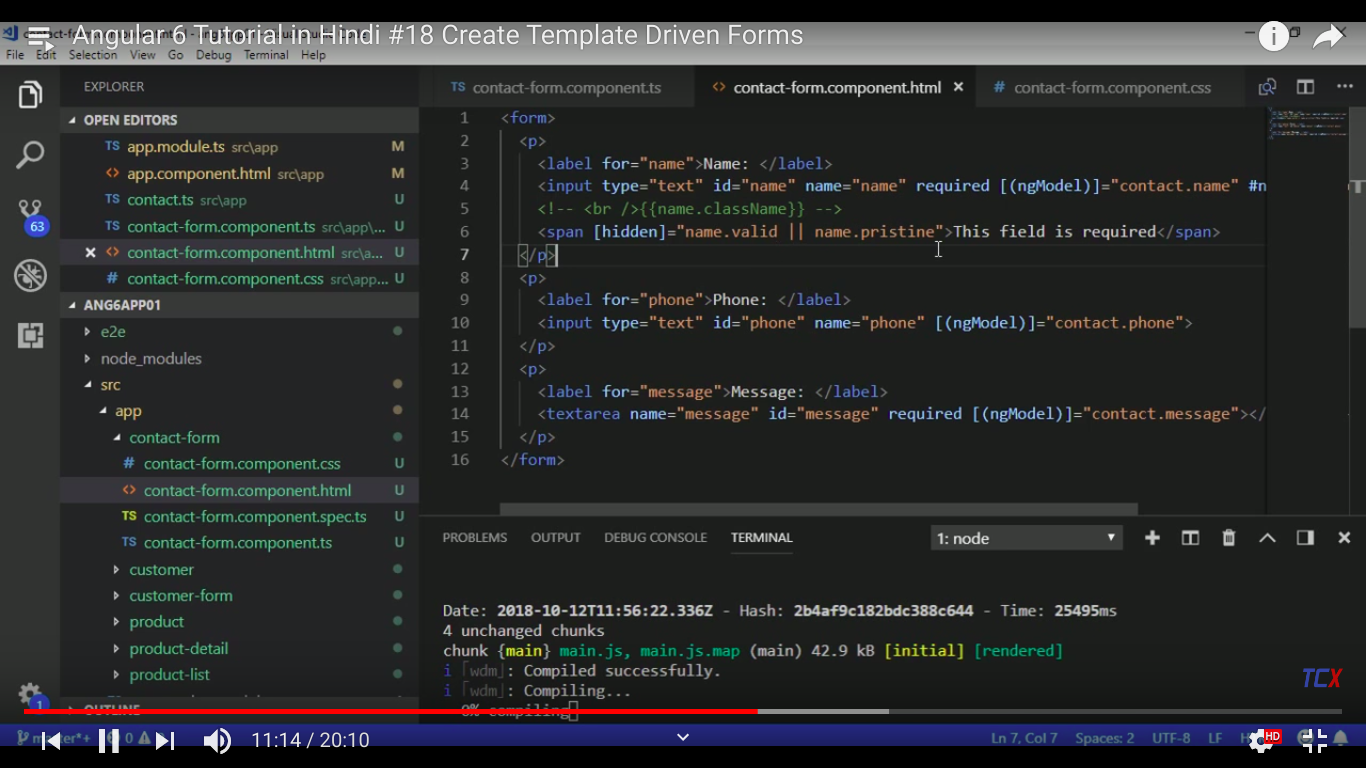 Angular 6 Tutorial in Hindi #18 Create Template Driven Forms
File Edit Selection View Go Debug Terminal Help
EXPLORER
OPEN EDITORS
TS app.module.ts src\app M
<> app.component.html src\app M
TS contact.ts src\app U
TS contact-form.component.ts src\app\... U
<> contact-form.component.html src\a... U
# contact-form.component.css src\app... U
ANG6APP01
e2e
node_modules
src
app
contact-form
# contact-form.component.css U
<> contact-form.component.html U
TS contact-form.component.spec.ts U
TS contact-form.component.ts U
customer
customer-form
product
product-detail
product-list
OUTLINE
63
1
TS contact-form.component.ts
<> contact-form.component.html
# contact-form.component.css
1 <form>
2 <p>
3 <label for="name">Name: </label>
4 <input type="text" id="name" name="name" required [(ngModel)]="contact.name" #n
5 <!-- <br />{{name.className}} -->
6 <span [hidden]="name.valid || name.pristine">This field is required</span>
7 </p>
8 <p>
9 <label for="phone">Phone: </label>
10 <input type="text" id="phone" name="phone" [(ngModel)]="contact.phone">
11 </p>
12 <p>
13 <label for="message">Message: </label>
14 <textarea name="message" id="message" required [(ngModel)]="contact.message"></
15 </p>
16 </form>
PROBLEMS OUTPUT DEBUG CONSOLE TERMINAL
1: node
Date: 2018-10-12T11:56:22.336Z - Hash: 2b4af9c182bdc388c644 - Time: 25495ms
4 unchanged chunks
chunk {main} main.js, main.js.map (main) 42.9 kB [initial] [rendered]
i ｢wdm｣: Compiled successfully.
i ｢wdm｣: Compiling...
0% compiling
TCX
11:14 / 20:10
Ln 7, Col 7 Spaces: 2 UTF-8 LF
HD